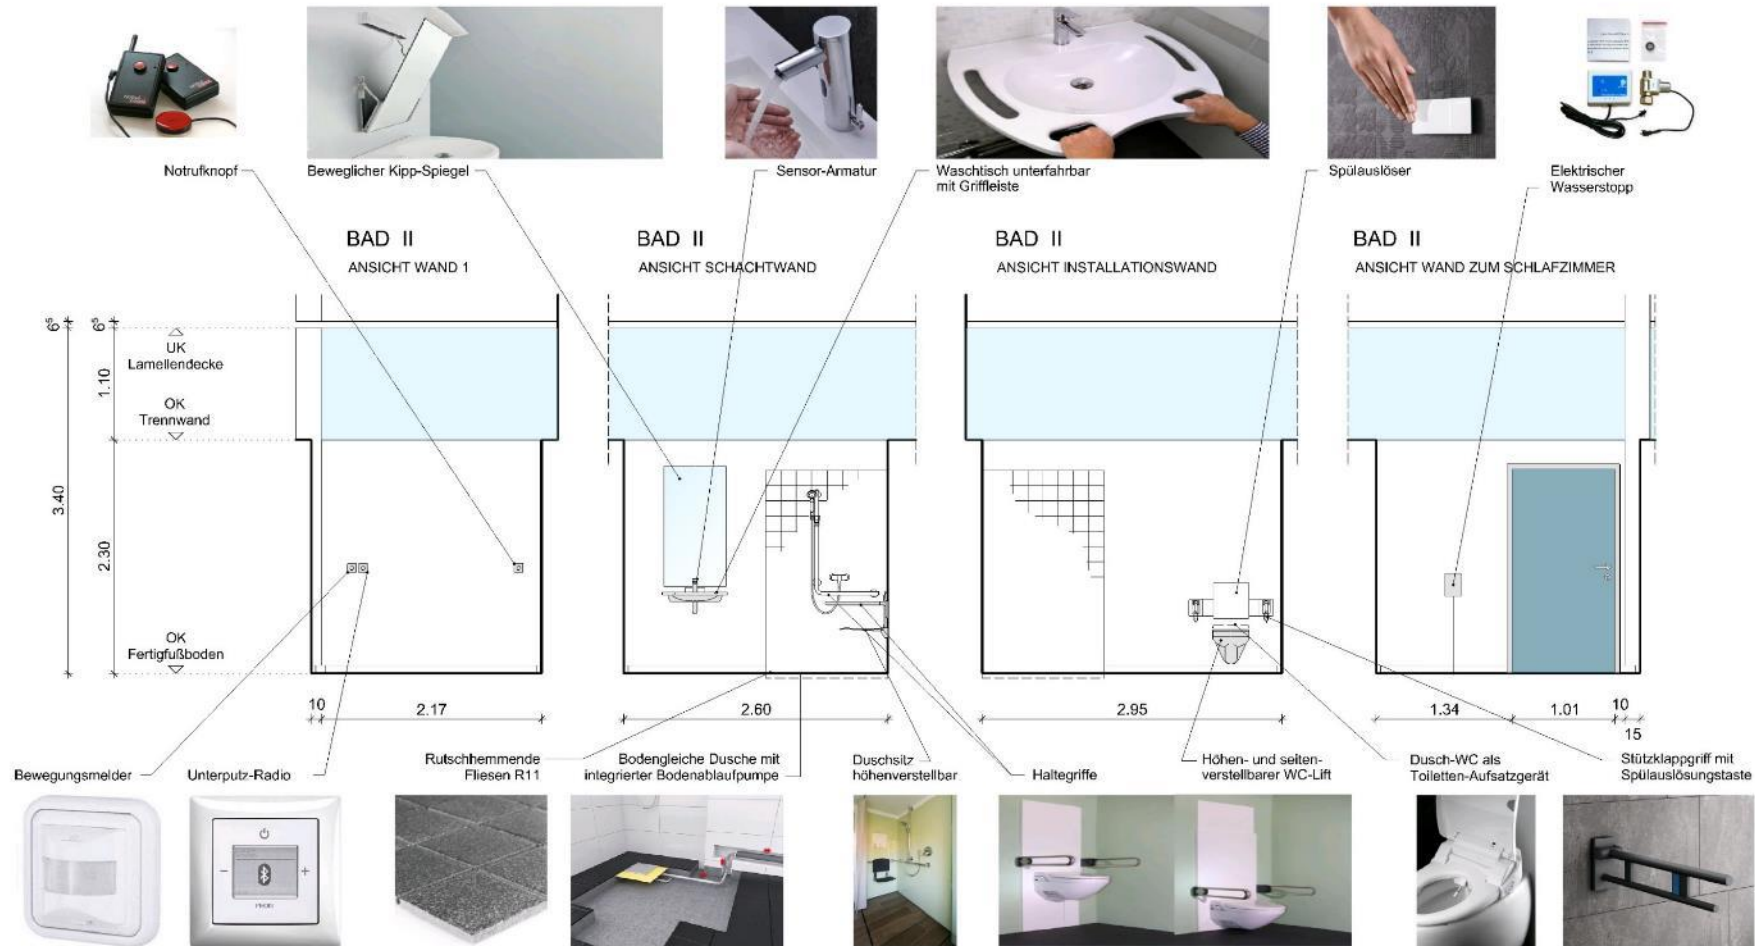 Notrufknopf
Beweglicher Kipp-Spiegel
Sensor-Armatur
Waschtisch unterfahrbar
mit Griffleiste
Spülauslöser
Elektrischer
Wasserstopp
BAD II
ANSICHT WAND 1
BAD II
ANSICHT SCHACHTWAND
BAD II
ANSICHT INSTALLATIONSWAND
BAD II
ANSICHT WAND ZUM SCHLAFZIMMER
6⁵
6⁵
UK
Lamellendecke
1.10
OK
Trennwand
3.40
2.30
OK
Fertigfußboden
10
2.17
2.60
2.95
1.34
1.01
10
15
Bewegungsmelder
Unterputz-Radio
Rutschhemmende
Fliesen R11
Bodengleiche Dusche mit
integrierter Bodenablaufpumpe
Duschsitz
höhenverstellbar
Haltegriffe
Höhen- und seiten-
verstellbarer WC-Lift
Dusch-WC als
Toiletten-Aufsatzgerät
Stützklappgriff mit
Spülauslösungstaste